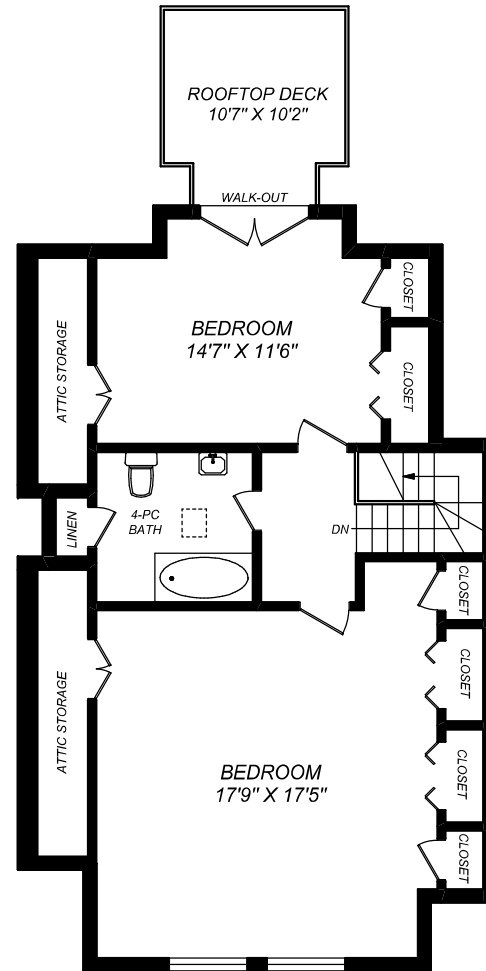 ROOFTOP DECK
10'7" X 10'2"
WALK-OUT
CLOSET
BEDROOM
14'7" X 11'6"
ATTIC STORAGE
CLOSET
LINEN
4-PC
BATH
DN
CLOSET
CLOSET
ATTIC STORAGE
BEDROOM
17'9" X 17'5"
CLOSET
CLOSET